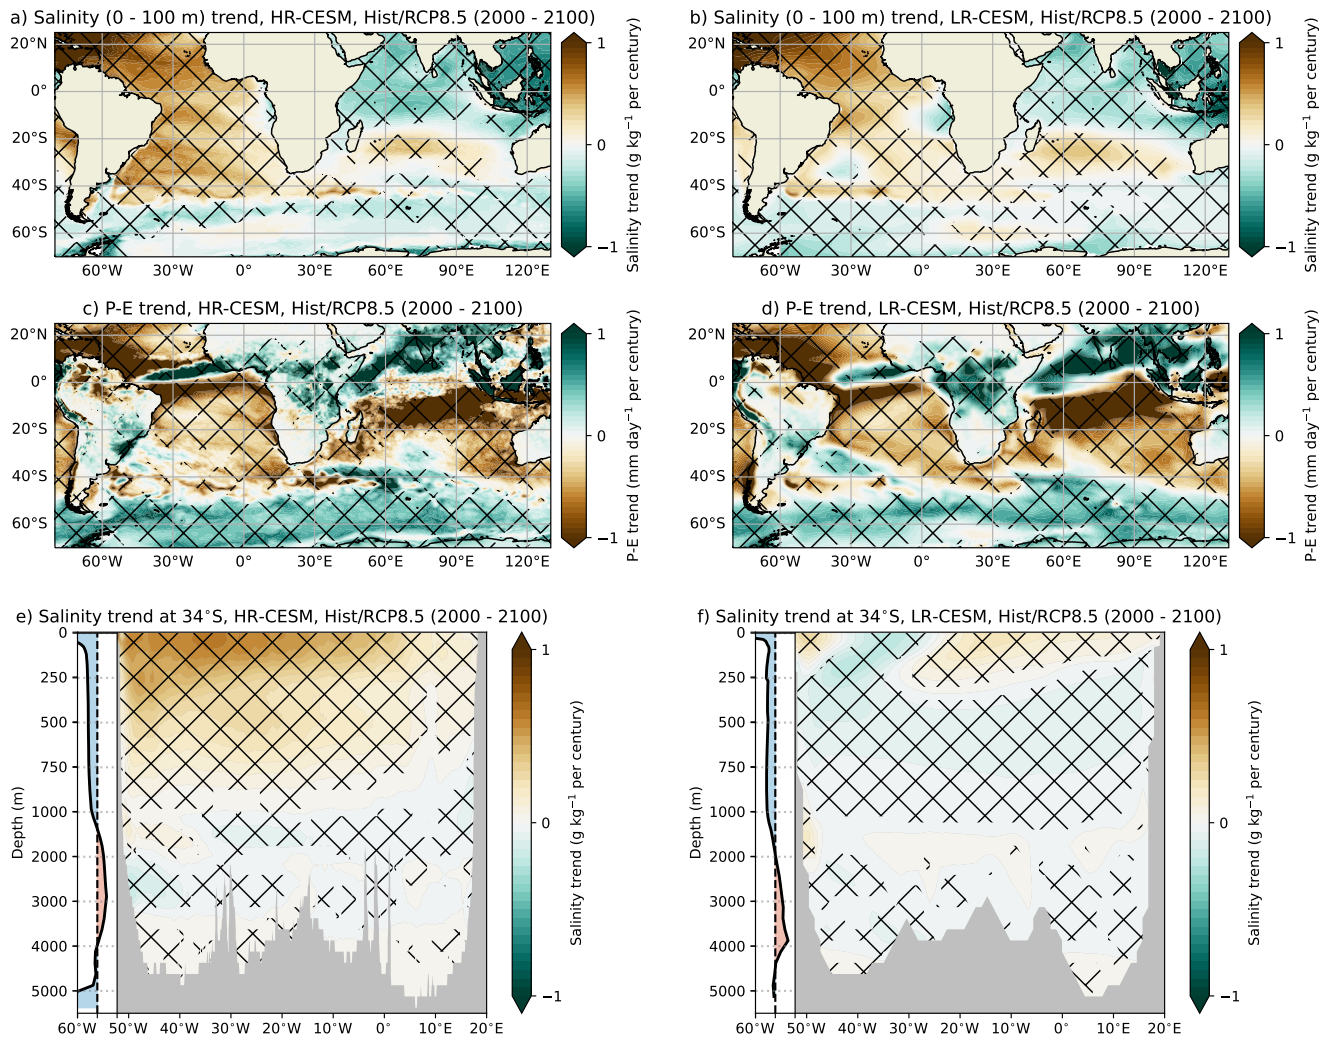 a) Salinity (0 - 100 m) trend, HR-CESM, Hist/RCP8.5 (2000 - 2100)
20°N
0°
20°S
40°S
60°S
60°W 30°W 0° 30°E 60°E 90°E 120°E
1
0
−1
Salinity trend (g kg⁻¹ per century)
b) Salinity (0 - 100 m) trend, LR-CESM, Hist/RCP8.5 (2000 - 2100)
20°N
0°
20°S
40°S
60°S
60°W 30°W 0° 30°E 60°E 90°E 120°E
1
0
−1
Salinity trend (g kg⁻¹ per century)
c) P-E trend, HR-CESM, Hist/RCP8.5 (2000 - 2100)
20°N
0°
20°S
40°S
60°S
60°W 30°W 0° 30°E 60°E 90°E 120°E
1
0
−1
P-E trend (mm day⁻¹ per century)
d) P-E trend, LR-CESM, Hist/RCP8.5 (2000 - 2100)
20°N
0°
20°S
40°S
60°S
60°W 30°W 0° 30°E 60°E 90°E 120°E
1
0
−1
P-E trend (mm day⁻¹ per century)
e) Salinity trend at 34°S, HR-CESM, Hist/RCP8.5 (2000 - 2100)
Depth (m)
0
250
500
750
1000
2000
3000
4000
5000
60°W 50°W 40°W 30°W 20°W 10°W 0° 10°E 20°E
1
0
−1
Salinity trend (g kg⁻¹ per century)
f) Salinity trend at 34°S, LR-CESM, Hist/RCP8.5 (2000 - 2100)
Depth (m)
0
250
500
750
1000
2000
3000
4000
5000
60°W 50°W 40°W 30°W 20°W 10°W 0° 10°E 20°E
1
0
−1
Salinity trend (g kg⁻¹ per century)